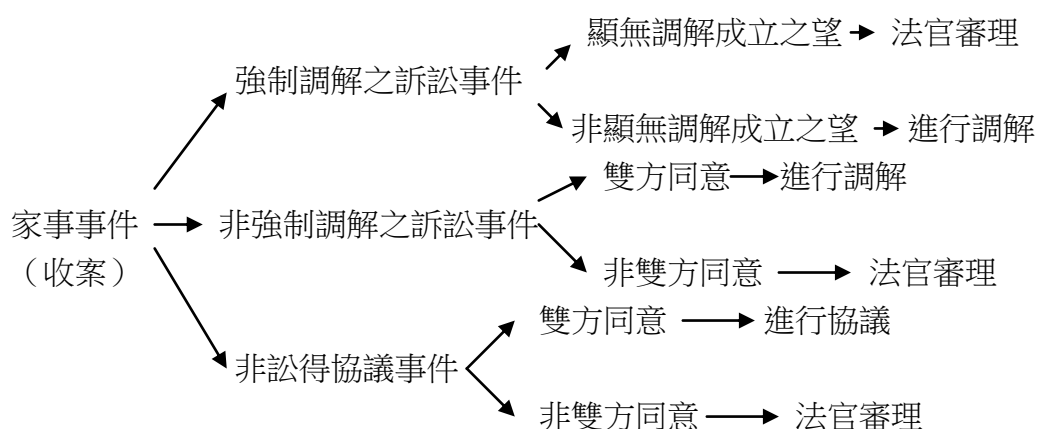 顯無調解成立之望 法官審理
強制調解之訴訟事件
非顯無調解成立之望 進行調解
雙方同意 進行調解
家事事件 非強制調解之訴訟事件
(收案)
非雙方同意 法官審理
雙方同意 進行協議
非訟得協議事件
非雙方同意 法官審理